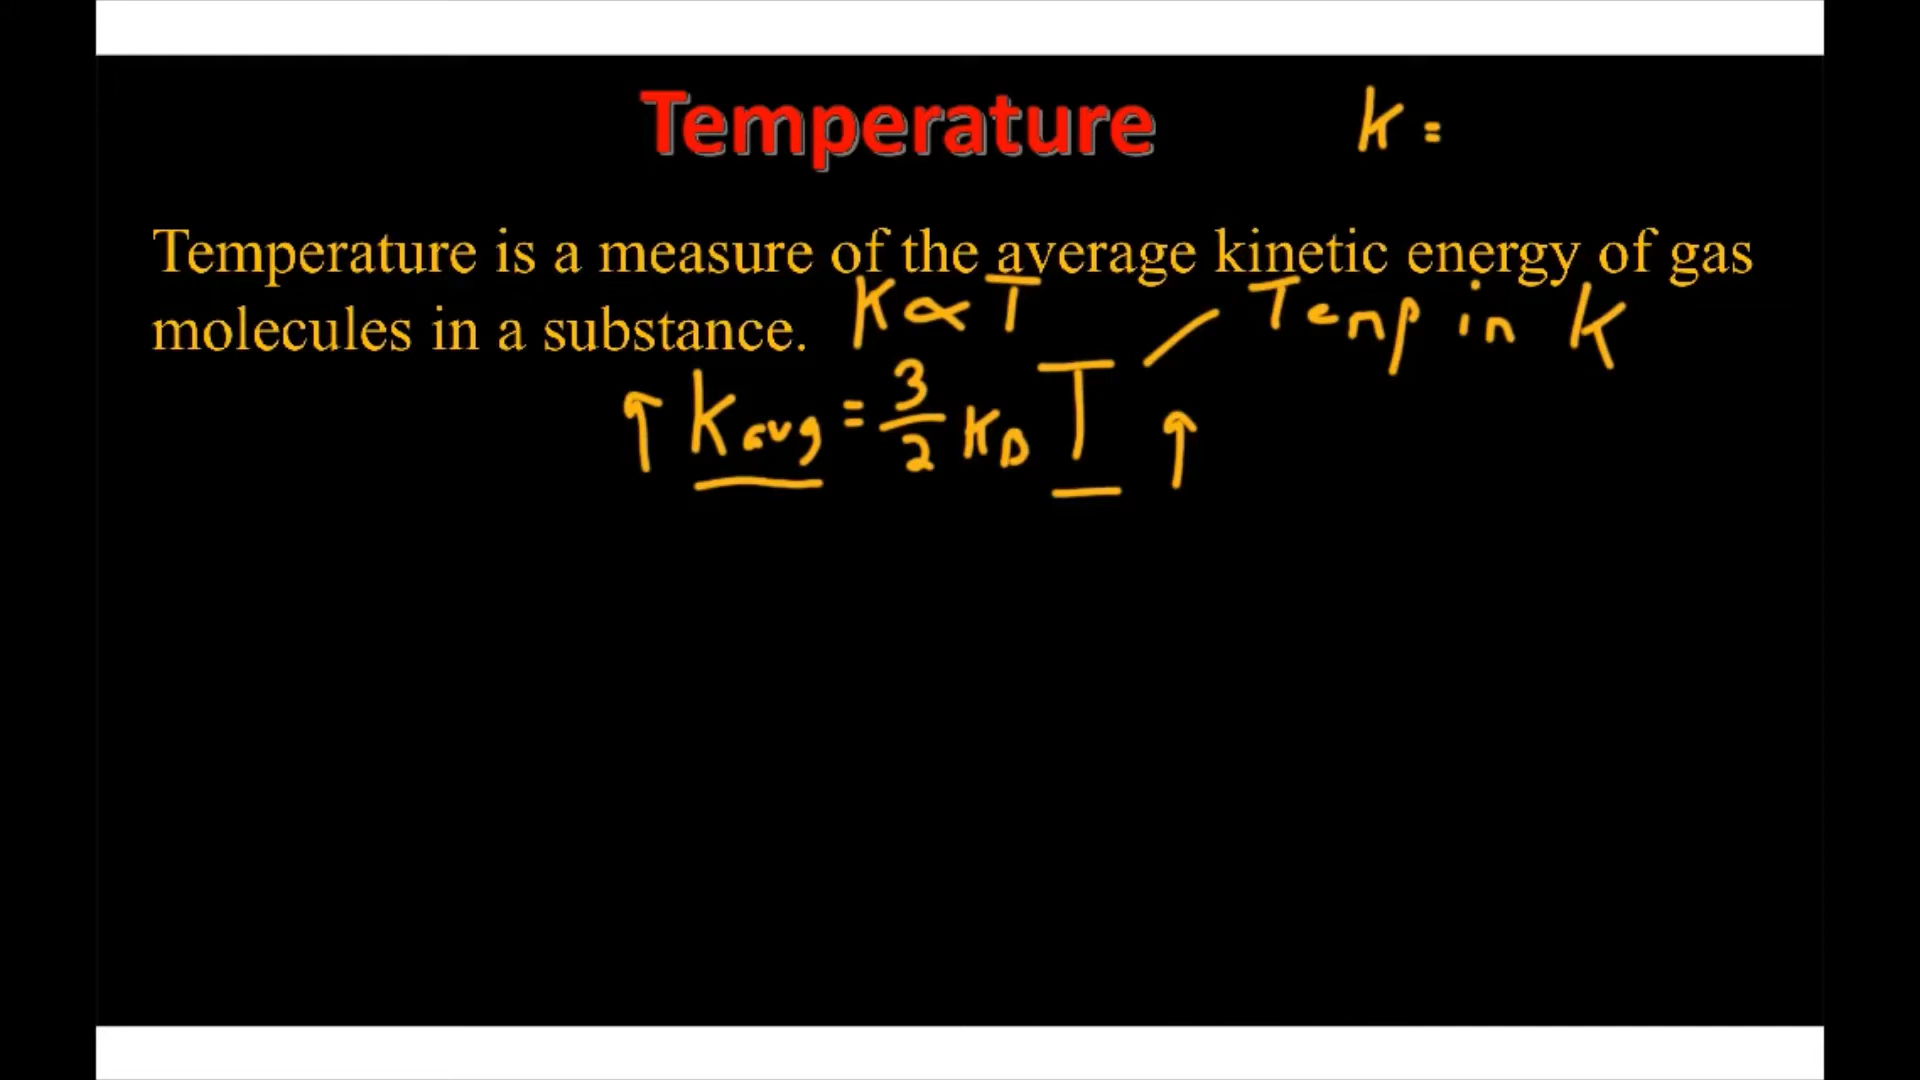 Temperature
K =
Temperature is a measure of the average kinetic energy of gas
molecules in a substance.
K ∝ T
Temp in K
↑ Kavg = 3/2 KB T ↑